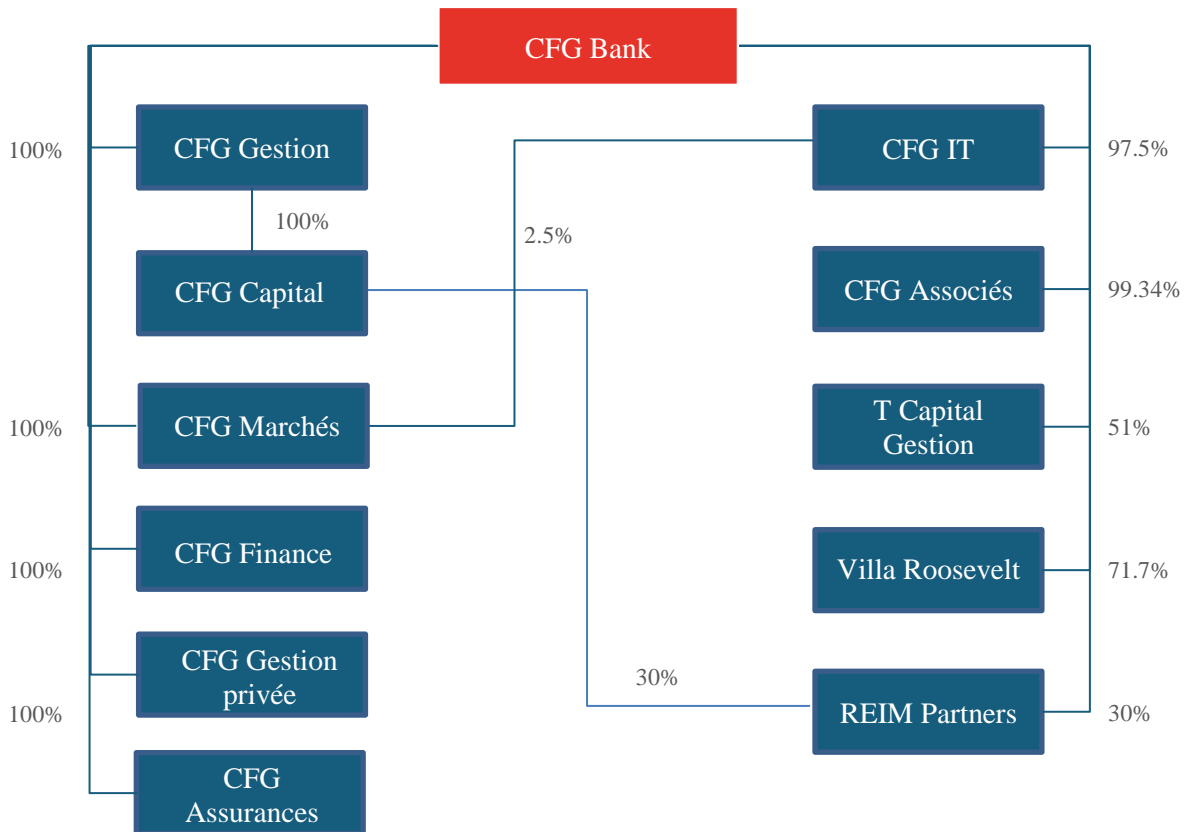 CFG Bank
100%
CFG Gestion
CFG IT
97.5%
100%
2.5%
CFG Capital
CFG Associés
99.34%
100%
CFG Marchés
T Capital
Gestion
51%
100%
CFG Finance
Villa Roosevelt
71.7%
CFG Gestion
privée
30%
100%
REIM Partners
30%
CFG
Assurances